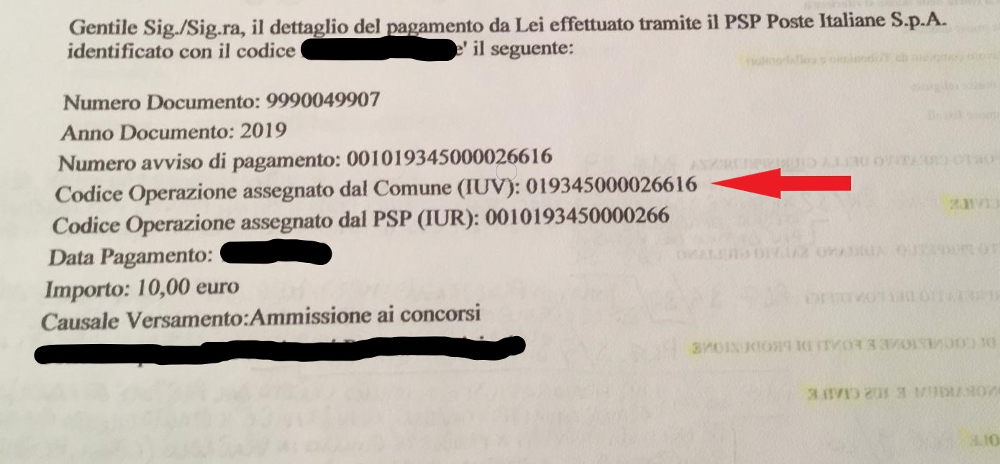 Gentile Sig./Sig.ra, il dettaglio del pagamento da Lei effettuato tramite il PSP Poste Italiane S.p.A.
identificato con il codice e' il seguente:
Numero Documento: 9990049907
Anno Documento: 2019
Numero avviso di pagamento: 001019345000026616
Codice Operazione assegnato dal Comune (IUV): 019345000026616
Codice Operazione assegnato dal PSP (IUR): 0010193450000266
Data Pagamento:
Importo: 10,00 euro
Causale Versamento:Ammissione ai concorsi